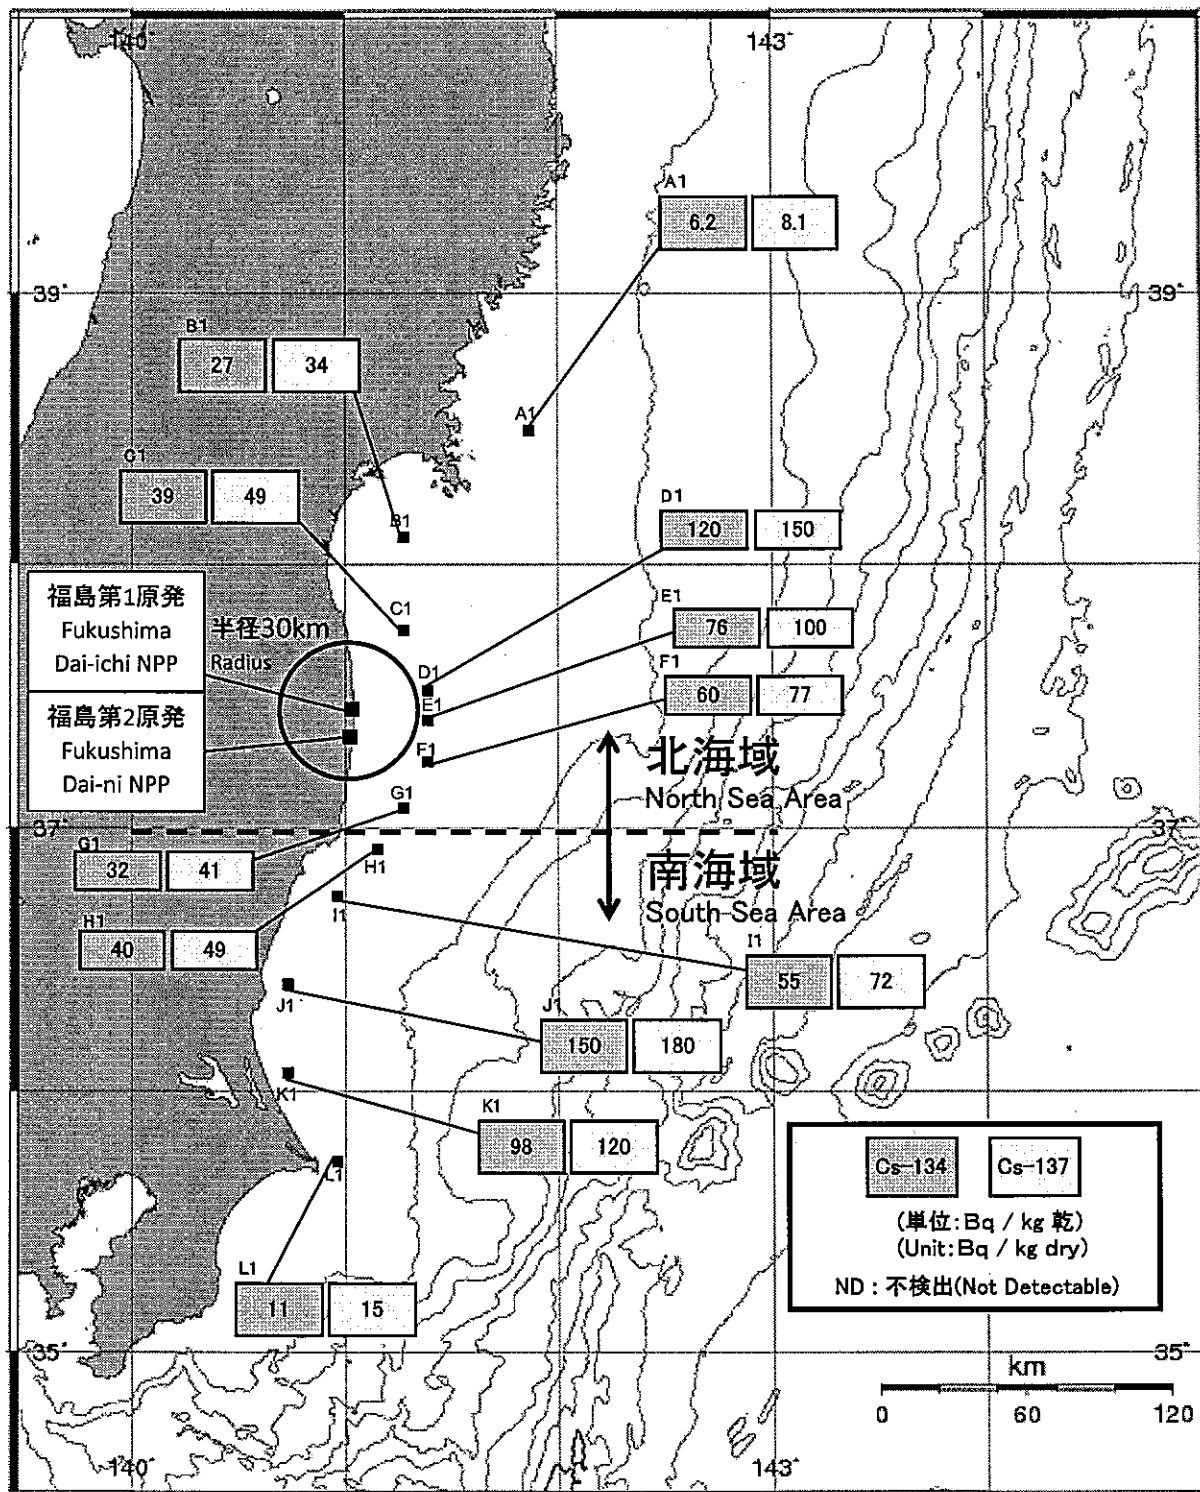 140°
143°
A1
6.2
8.1
39°
39°
B1
27
34
A1
C1
39
49
B1
D1
120
150
C1
E1
76
100
福島第1原発
Fukushima
Dai-ichi NPP
半径30km
Radius
D1
E1
F1
60
77
福島第2原発
Fukushima
Dai-ni NPP
F1
北海域
North Sea Area
G1
37°
37°
G1
32
41
H1
南海域
South Sea Area
I1
H1
40
49
I1
55
72
J1
J1
150
180
K1
K1
98
120
Cs-134
Cs-137
(単位:Bq / kg 乾)
(Unit:Bq / kg dry)
ND : 不検出(Not Detectable)
L1
L1
11
15
35°
35°
km
0
60
120
140°
143°